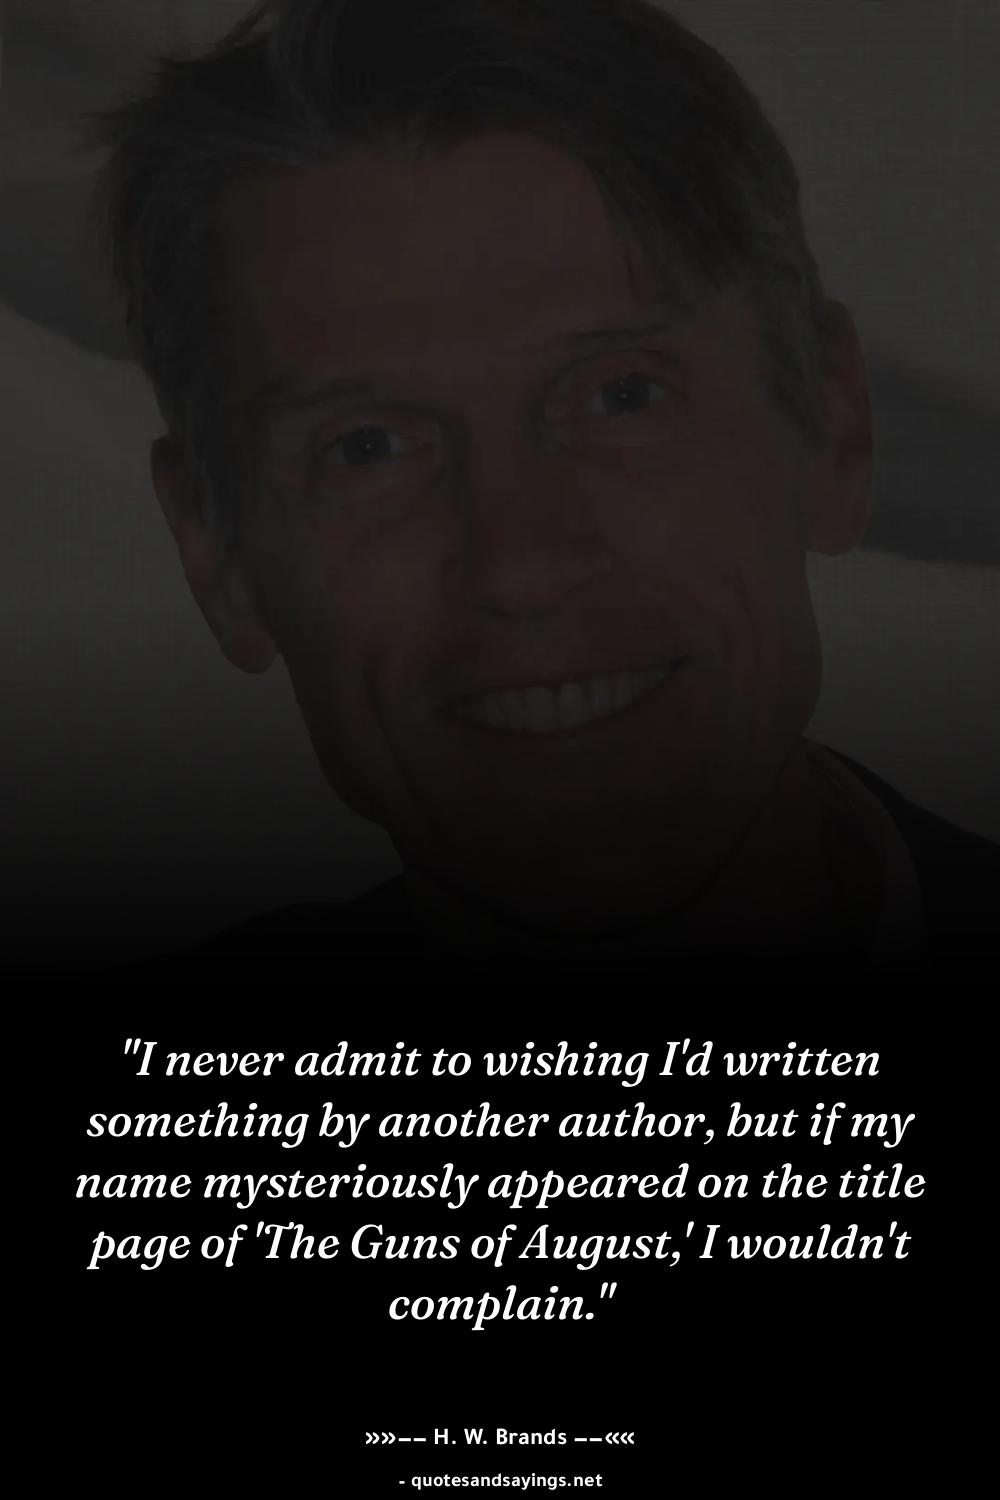 "I never admit to wishing I'd written
something by another author, but if my
name mysteriously appeared on the title
page of 'The Guns of August,' I wouldn't
complain."
»»−− H. W. Brands −−««
- quotesandsayings.net